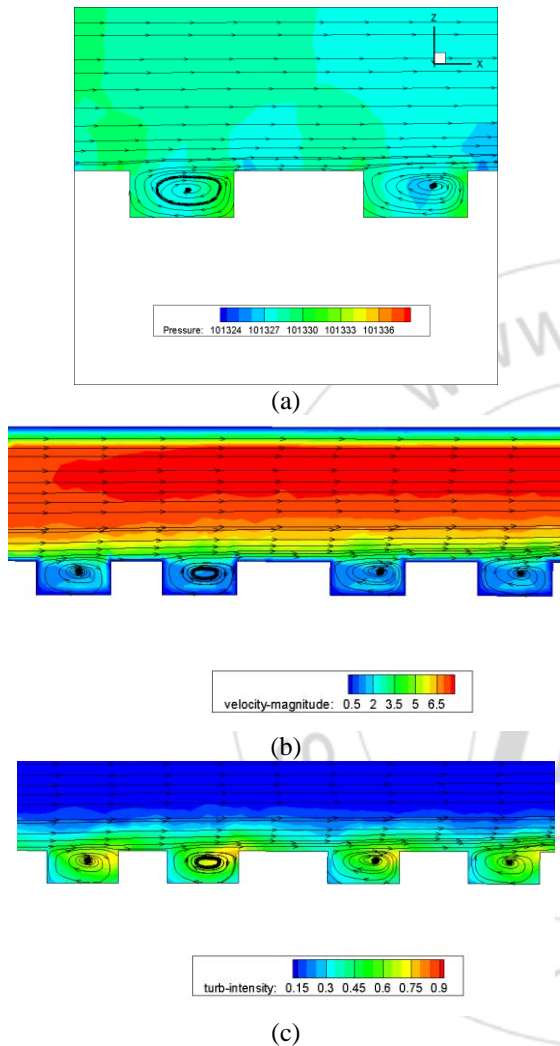 Z
X
Pressure: 101324 101327 101330 101333 101336
(a)
velocity-magnitude: 0.5 2 3.5 5 6.5
(b)
turb-intensity: 0.15 0.3 0.45 0.6 0.75 0.9
(c)